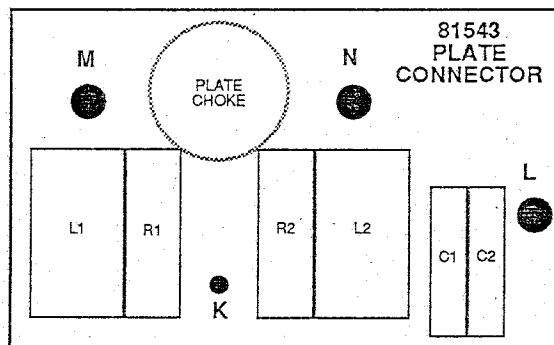 81543
PLATE
CONNECTOR
M
N
PLATE
CHOKE
L
L1
R1
R2
L2
C1
C2
K